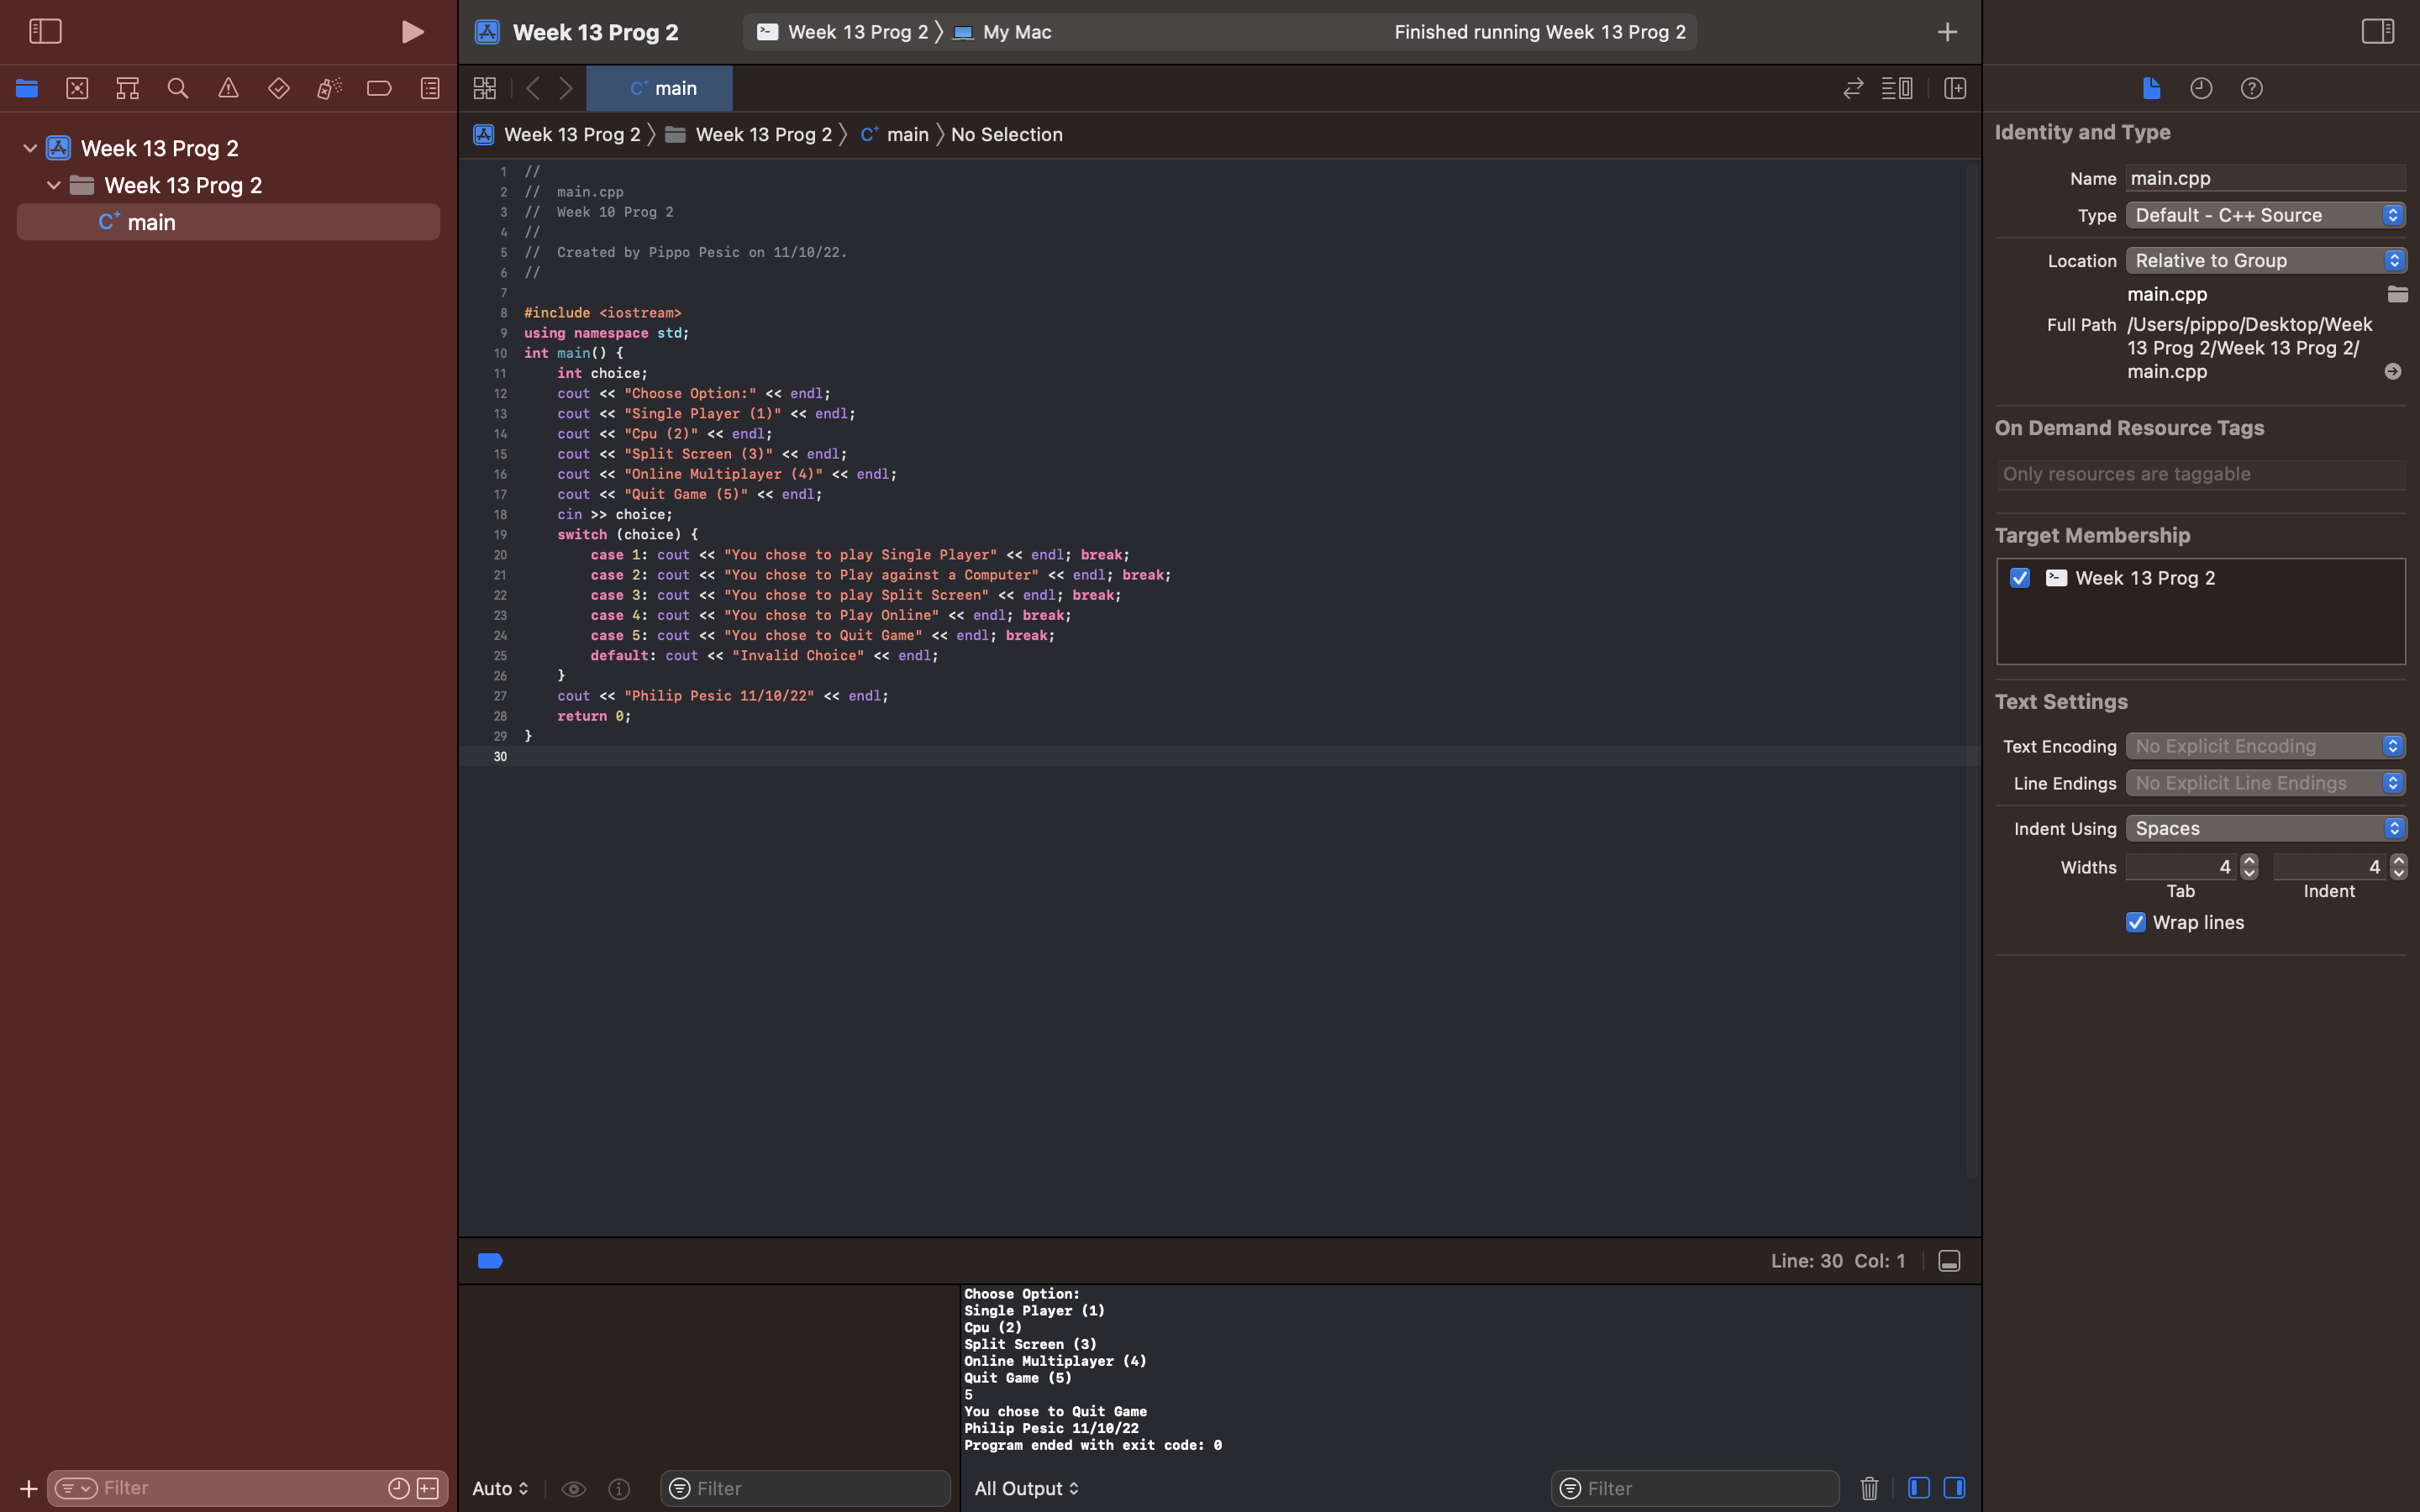 Week 13 Prog 2
Week 13 Prog 2
main
Week 13 Prog 2
Week 13 Prog 2 〉 My Mac
Finished running Week 13 Prog 2
main
Week 13 Prog 2 〉 Week 13 Prog 2 〉 main 〉 No Selection
1 //
2 //  main.cpp
3 //  Week 10 Prog 2
4 //
5 //  Created by Pippo Pesic on 11/10/22.
6 //
7
8 #include <iostream>
9 using namespace std;
10 int main() {
11     int choice;
12     cout << "Choose Option:" << endl;
13     cout << "Single Player (1)" << endl;
14     cout << "Cpu (2)" << endl;
15     cout << "Split Screen (3)" << endl;
16     cout << "Online Multiplayer (4)" << endl;
17     cout << "Quit Game (5)" << endl;
18     cin >> choice;
19     switch (choice) {
20         case 1: cout << "You chose to play Single Player" << endl; break;
21         case 2: cout << "You chose to Play against a Computer" << endl; break;
22         case 3: cout << "You chose to play Split Screen" << endl; break;
23         case 4: cout << "You chose to Play Online" << endl; break;
24         case 5: cout << "You chose to Quit Game" << endl; break;
25         default: cout << "Invalid Choice" << endl;
26     }
27     cout << "Philip Pesic 11/10/22" << endl;
28     return 0;
29 }
30
Line: 30 Col: 1
Choose Option:
Single Player (1)
Cpu (2)
Split Screen (3)
Online Multiplayer (4)
Quit Game (5)
5
You chose to Quit Game
Philip Pesic 11/10/22
Program ended with exit code: 0
Filter
Auto
Filter
All Output
Filter
Identity and Type
Name main.cpp
Type Default - C++ Source
Location Relative to Group
main.cpp
Full Path /Users/pippo/Desktop/Week
13 Prog 2/Week 13 Prog 2/
main.cpp
On Demand Resource Tags
Only resources are taggable
Target Membership
Week 13 Prog 2
Text Settings
Text Encoding No Explicit Encoding
Line Endings No Explicit Line Endings
Indent Using Spaces
Widths 4 4
Tab Indent
Wrap lines